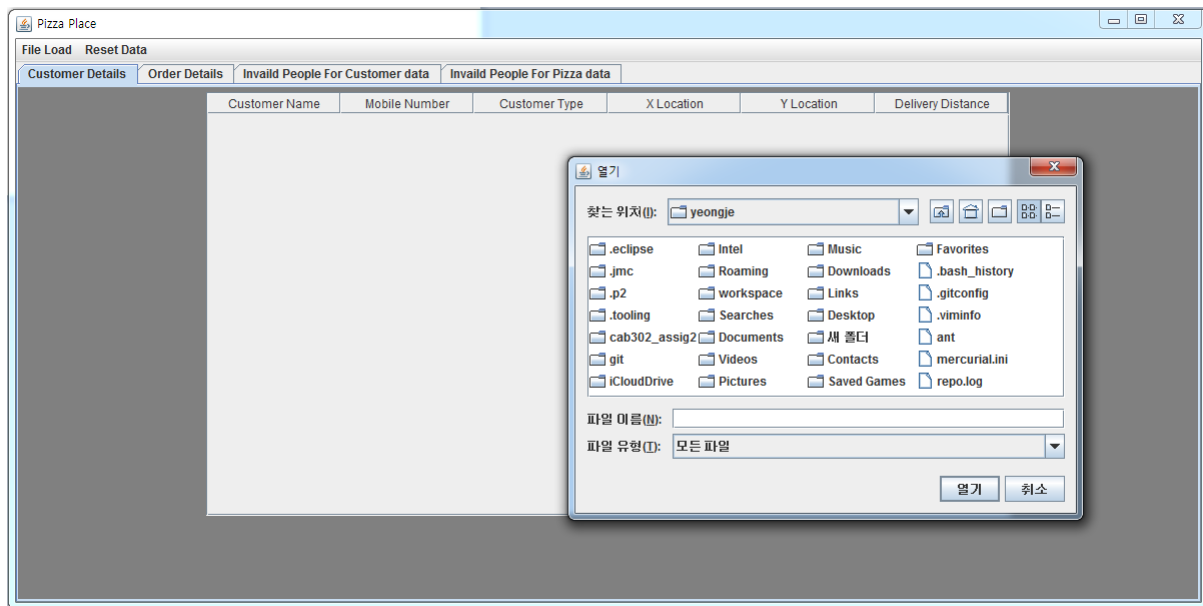 Pizza Place
File Load Reset Data
Customer Details Order Details Invaild People For Customer data Invaild People For Pizza data
Customer Name Mobile Number Customer Type X Location Y Location Delivery Distance
열기
찾는 위치(I): yeongje
.eclipse Intel Music Favorites
.jmc Roaming Downloads .bash_history
.p2 workspace Links .gitconfig
.tooling Searches Desktop .viminfo
cab302_assig2 Documents 새 폴더 ant
git Videos Contacts mercurial.ini
iCloudDrive Pictures Saved Games repo.log
파일 이름(N):
파일 유형(T): 모든 파일
열기 취소